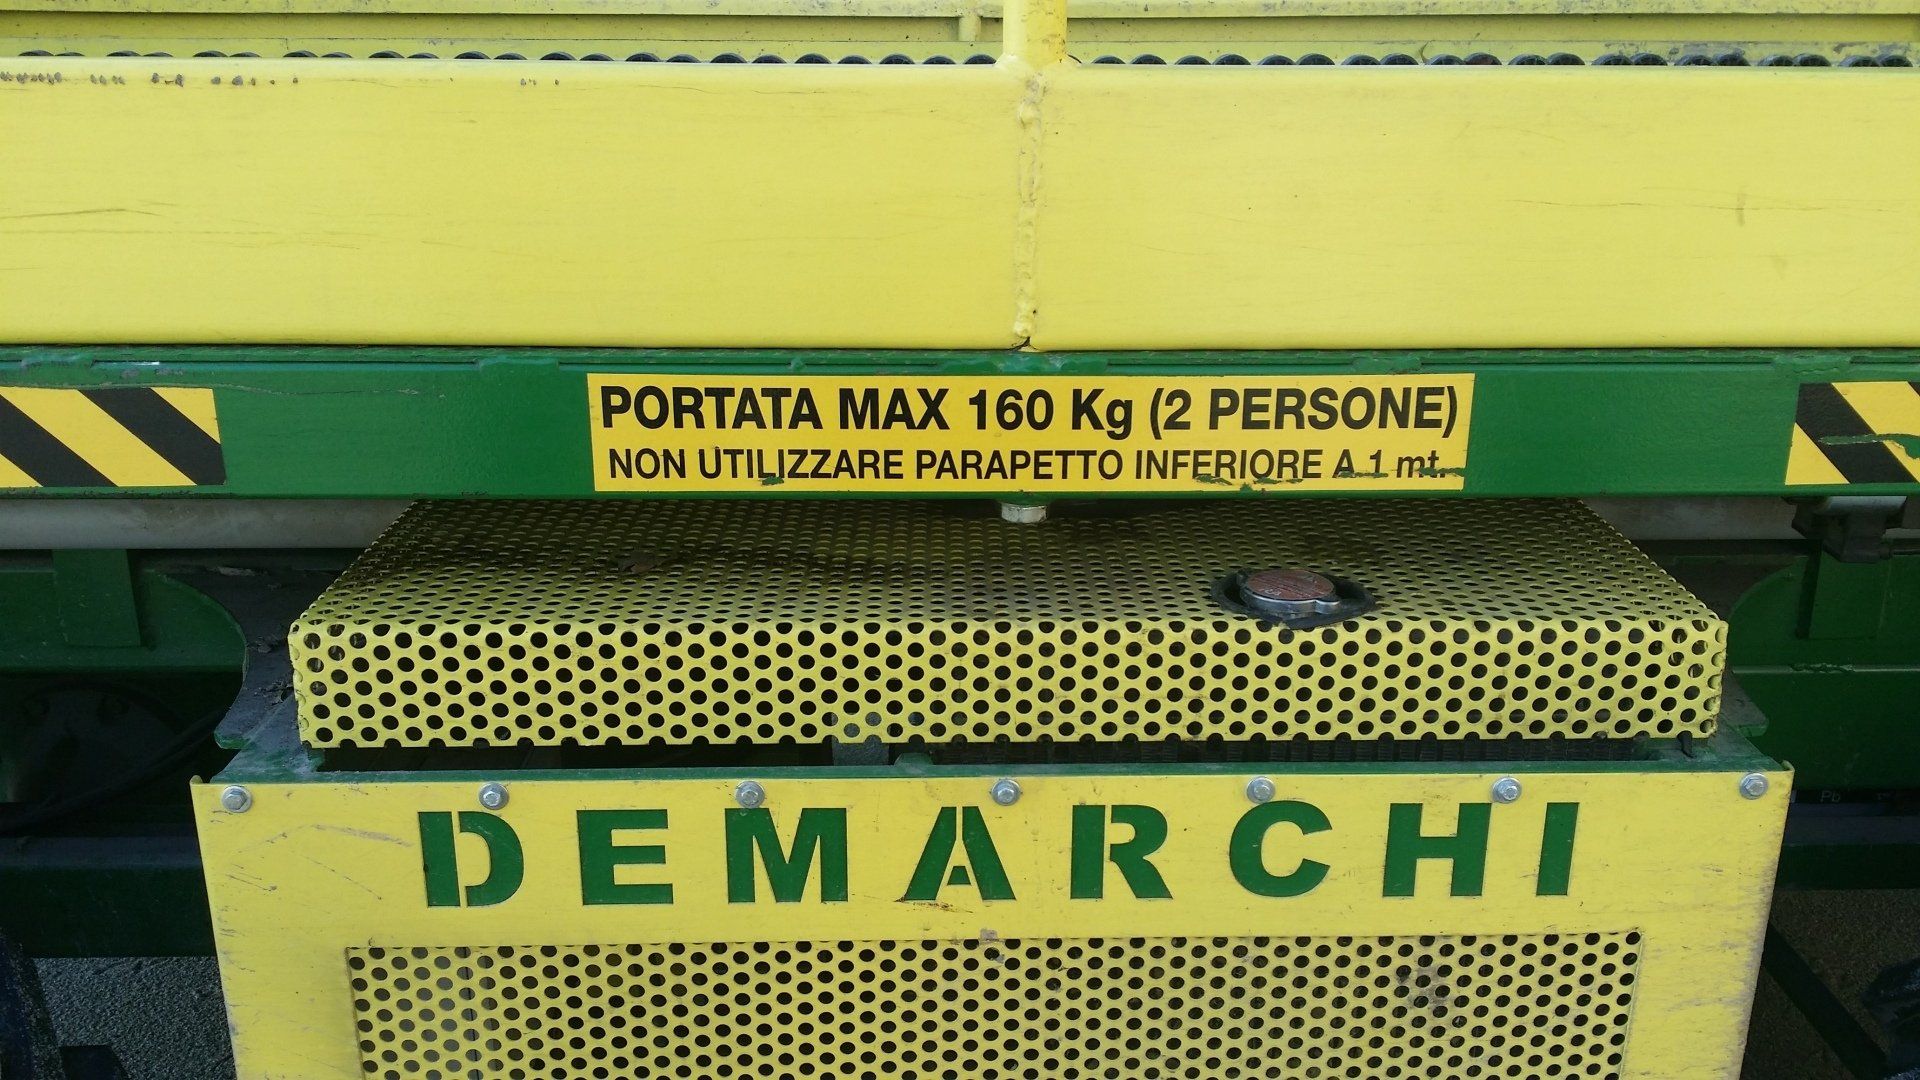 PORTATA MAX 160 Kg (2 PERSONE)
NON UTILIZZARE PARAPETTO INFERIORE A 1 mt.
DEMARCHI